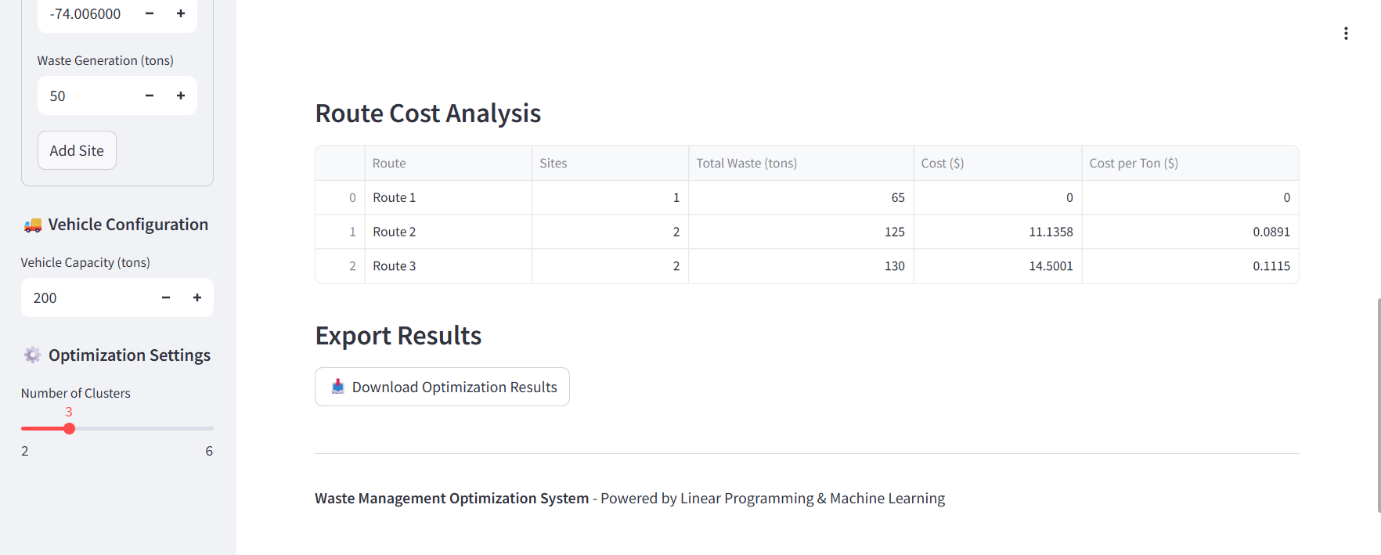 -74.006000 − +
Waste Generation (tons)
50 − +
Add Site
🚚 Vehicle Configuration
Vehicle Capacity (tons)
200 − +
⚙️ Optimization Settings
Number of Clusters
3
2 6
Route Cost Analysis
Route Sites Total Waste (tons) Cost ($) Cost per Ton ($)
0 Route 1 1 65 0 0
1 Route 2 2 125 11.1358 0.0891
2 Route 3 2 130 14.5001 0.1115
Export Results
📥 Download Optimization Results
Waste Management Optimization System - Powered by Linear Programming & Machine Learning